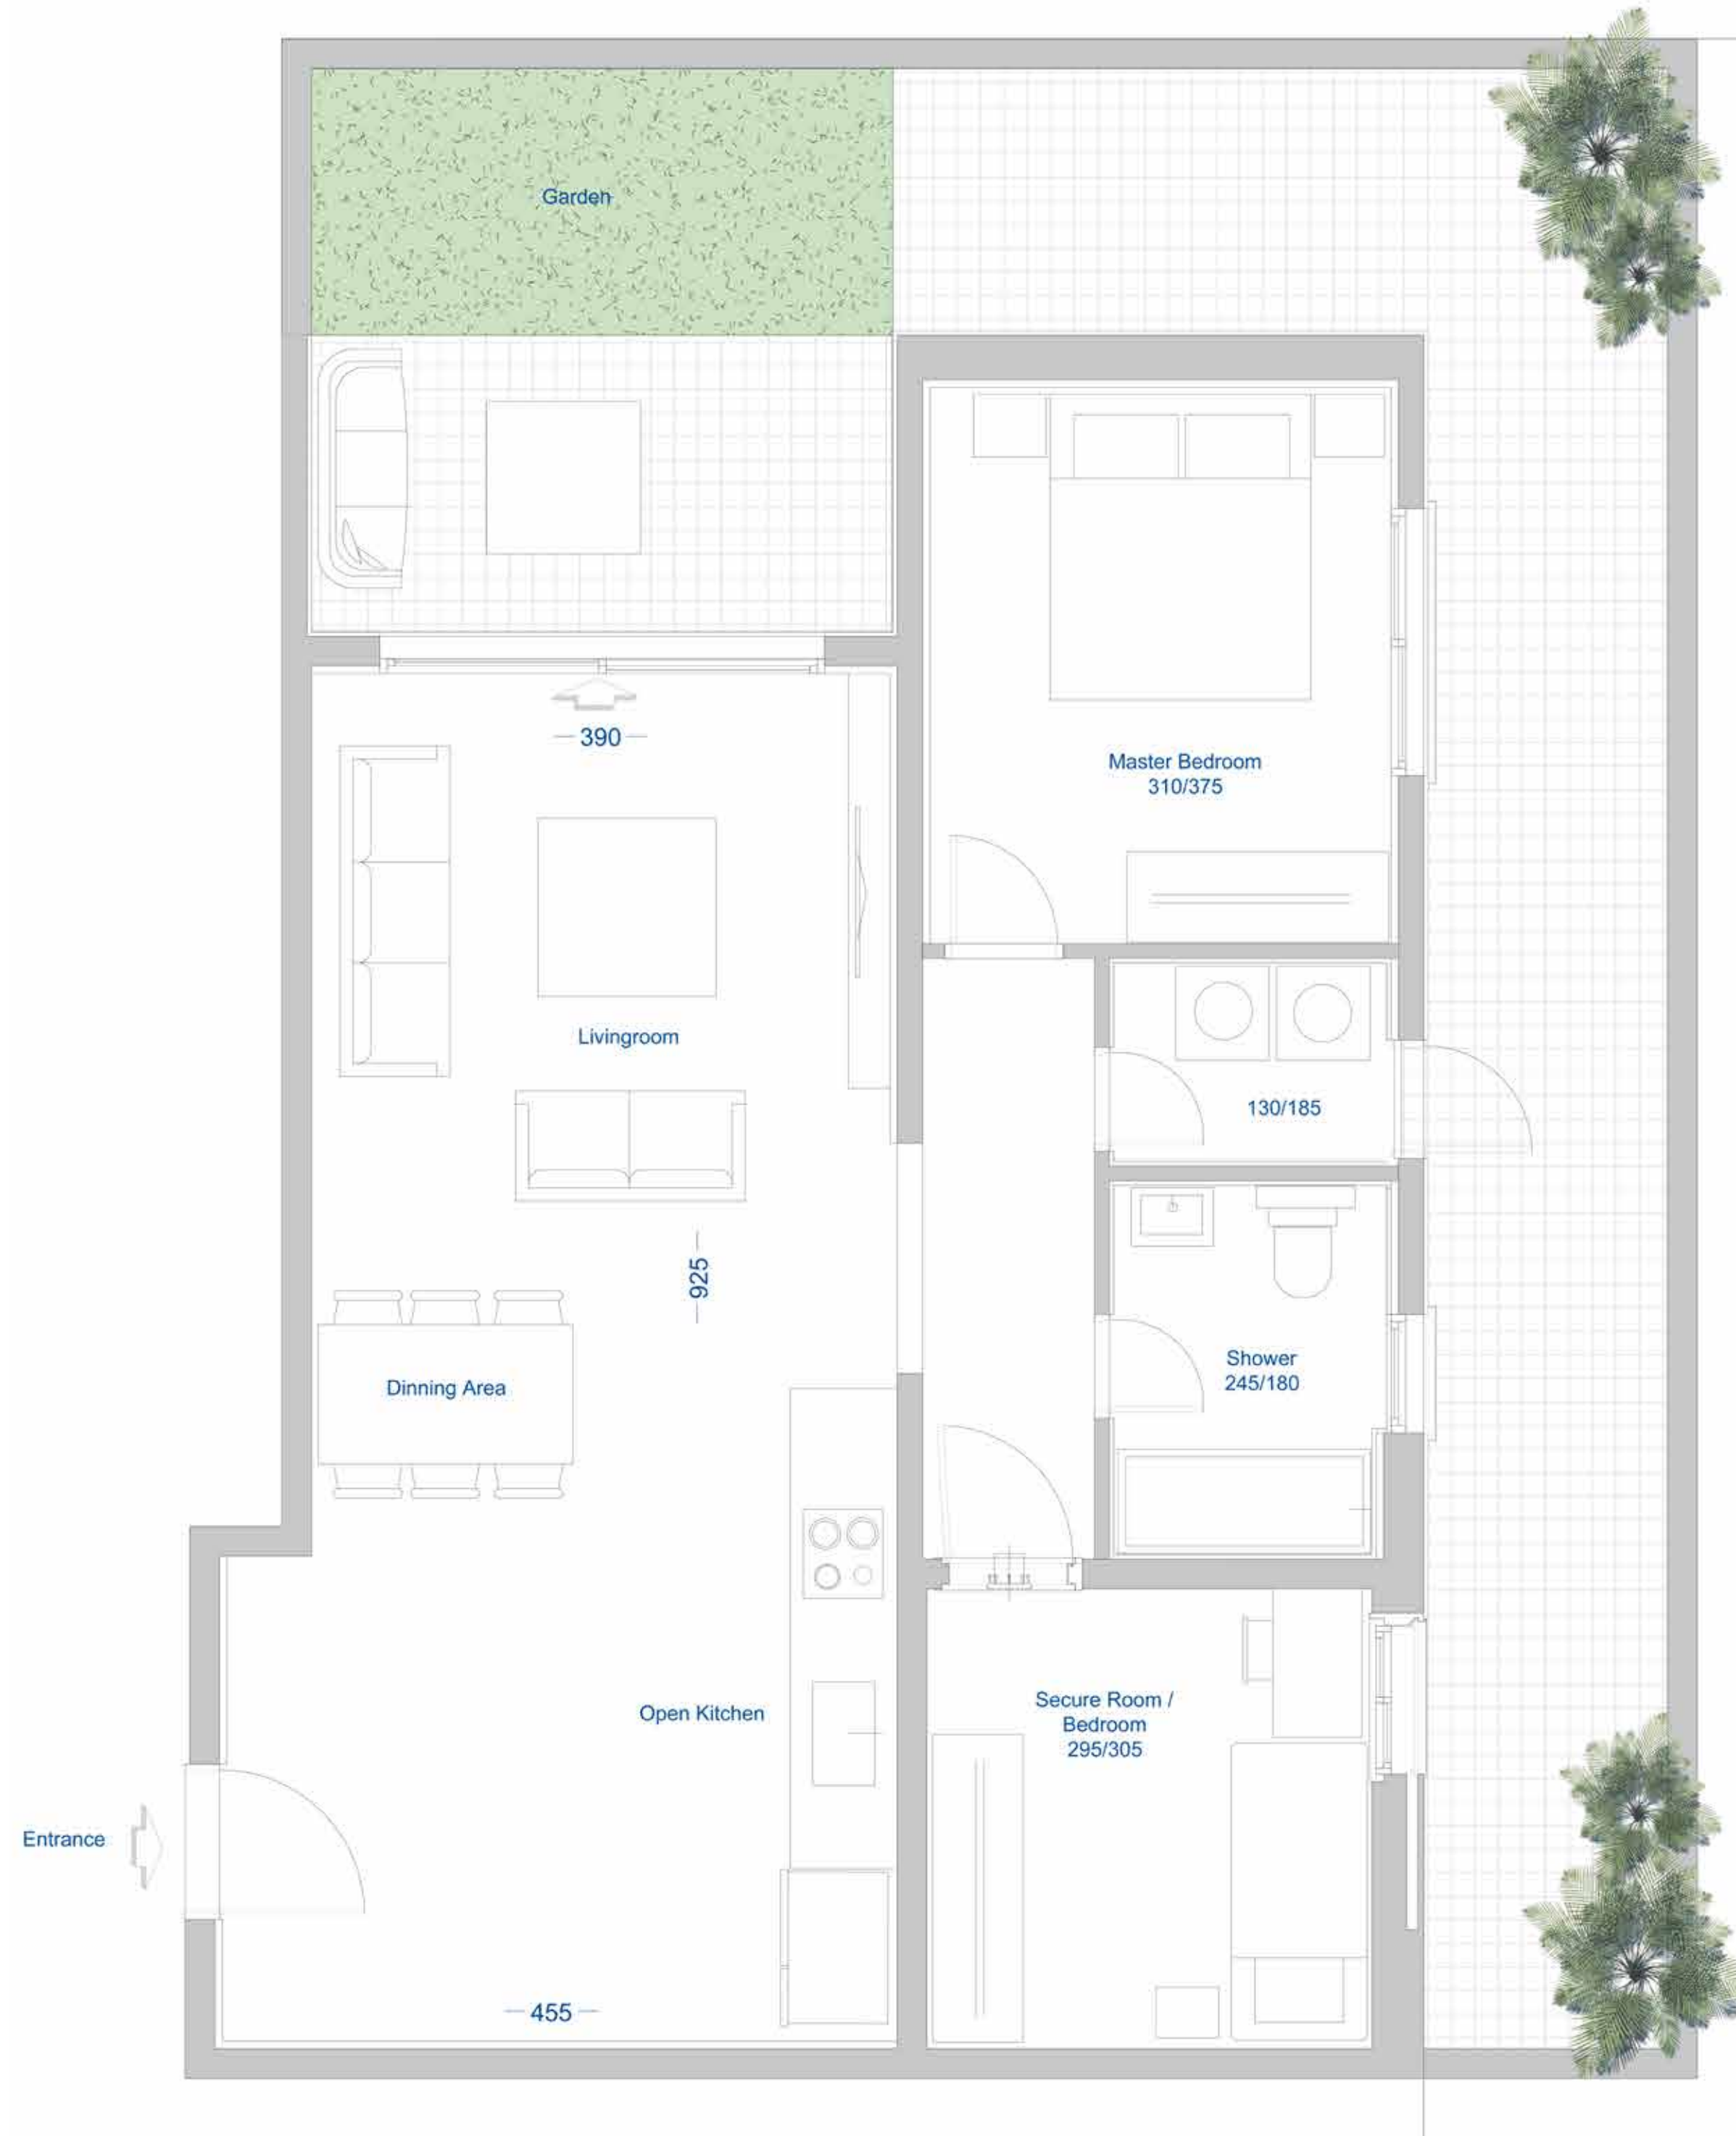 Garden
390
Master Bedroom
310/375
Livingroom
130/185
925
Shower
245/180
Dinning Area
Open Kitchen
Secure Room /
Bedroom
295/305
Entrance
455